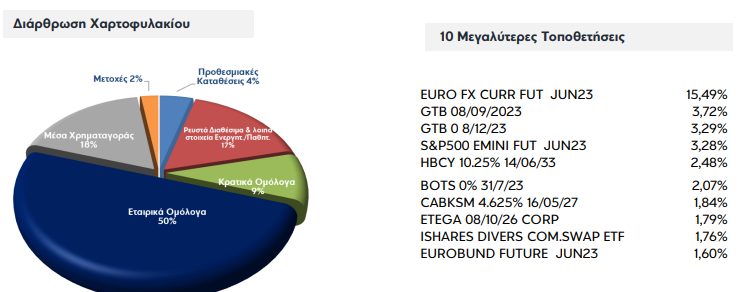 Διάρθρωση Χαρτοφυλακίου
Μετοχές 2%
Προθεσμιακές
Καταθέσεις 4%
Ρευστά Διαθέσιμα & λοιπά
στοιχεία Ενεργητ./Παθητ.
17%
Κρατικά Ομόλογα
9%
Εταιρικά Ομόλογα
50%
Μέσα Χρηματαγοράς
18%
10 Μεγαλύτερες Τοποθετήσεις
EURO FX CURR FUT JUN23 15,49%
GTB 08/09/2023 3,72%
GTB 0 8/12/23 3,29%
S&P500 EMINI FUT JUN23 3,28%
HBCY 10.25% 14/06/33 2,48%
BOTS 0% 31/7/23 2,07%
CABKSM 4.625% 16/05/27 1,84%
ETEGA 08/10/26 CORP 1,79%
ISHARES DIVERS COM.SWAP ETF 1,76%
EUROBUND FUTURE JUN23 1,60%